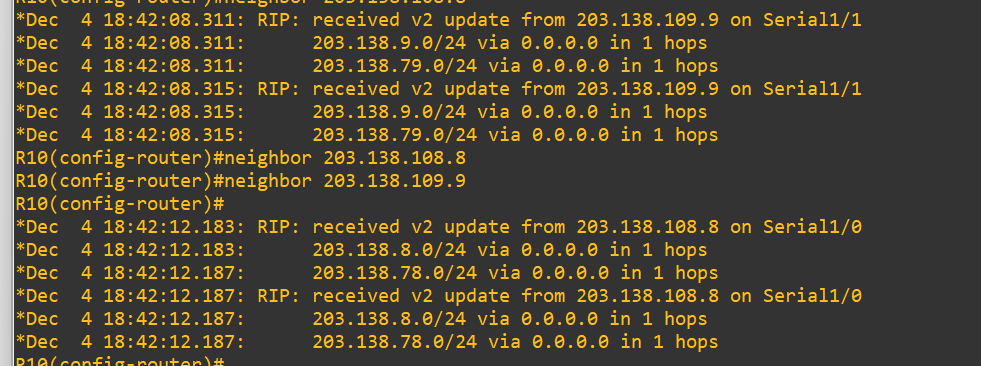 R10(config-router)#neighbor 203.138.108.8
*Dec  4 18:42:08.311: RIP: received v2 update from 203.138.109.9 on Serial1/1
*Dec  4 18:42:08.311:      203.138.9.0/24 via 0.0.0.0 in 1 hops
*Dec  4 18:42:08.311:      203.138.79.0/24 via 0.0.0.0 in 1 hops
*Dec  4 18:42:08.315: RIP: received v2 update from 203.138.109.9 on Serial1/1
*Dec  4 18:42:08.315:      203.138.9.0/24 via 0.0.0.0 in 1 hops
*Dec  4 18:42:08.315:      203.138.79.0/24 via 0.0.0.0 in 1 hops
R10(config-router)#neighbor 203.138.108.8
R10(config-router)#neighbor 203.138.109.9
R10(config-router)#
*Dec  4 18:42:12.183: RIP: received v2 update from 203.138.108.8 on Serial1/0
*Dec  4 18:42:12.183:      203.138.8.0/24 via 0.0.0.0 in 1 hops
*Dec  4 18:42:12.187:      203.138.78.0/24 via 0.0.0.0 in 1 hops
*Dec  4 18:42:12.187: RIP: received v2 update from 203.138.108.8 on Serial1/0
*Dec  4 18:42:12.187:      203.138.8.0/24 via 0.0.0.0 in 1 hops
*Dec  4 18:42:12.187:      203.138.78.0/24 via 0.0.0.0 in 1 hops
R10(config-router)#